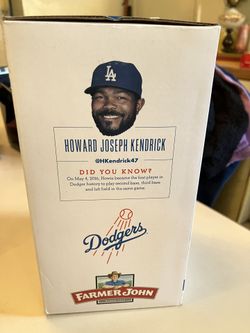 LA
HOWARD JOSEPH KENDRICK
@HKendrick47
DID YOU KNOW?
On May 4, 2016, Howie became the first player in
Dodger history to play second base, third base
and left field in the same game.
Dodgers
FARMER JOHN